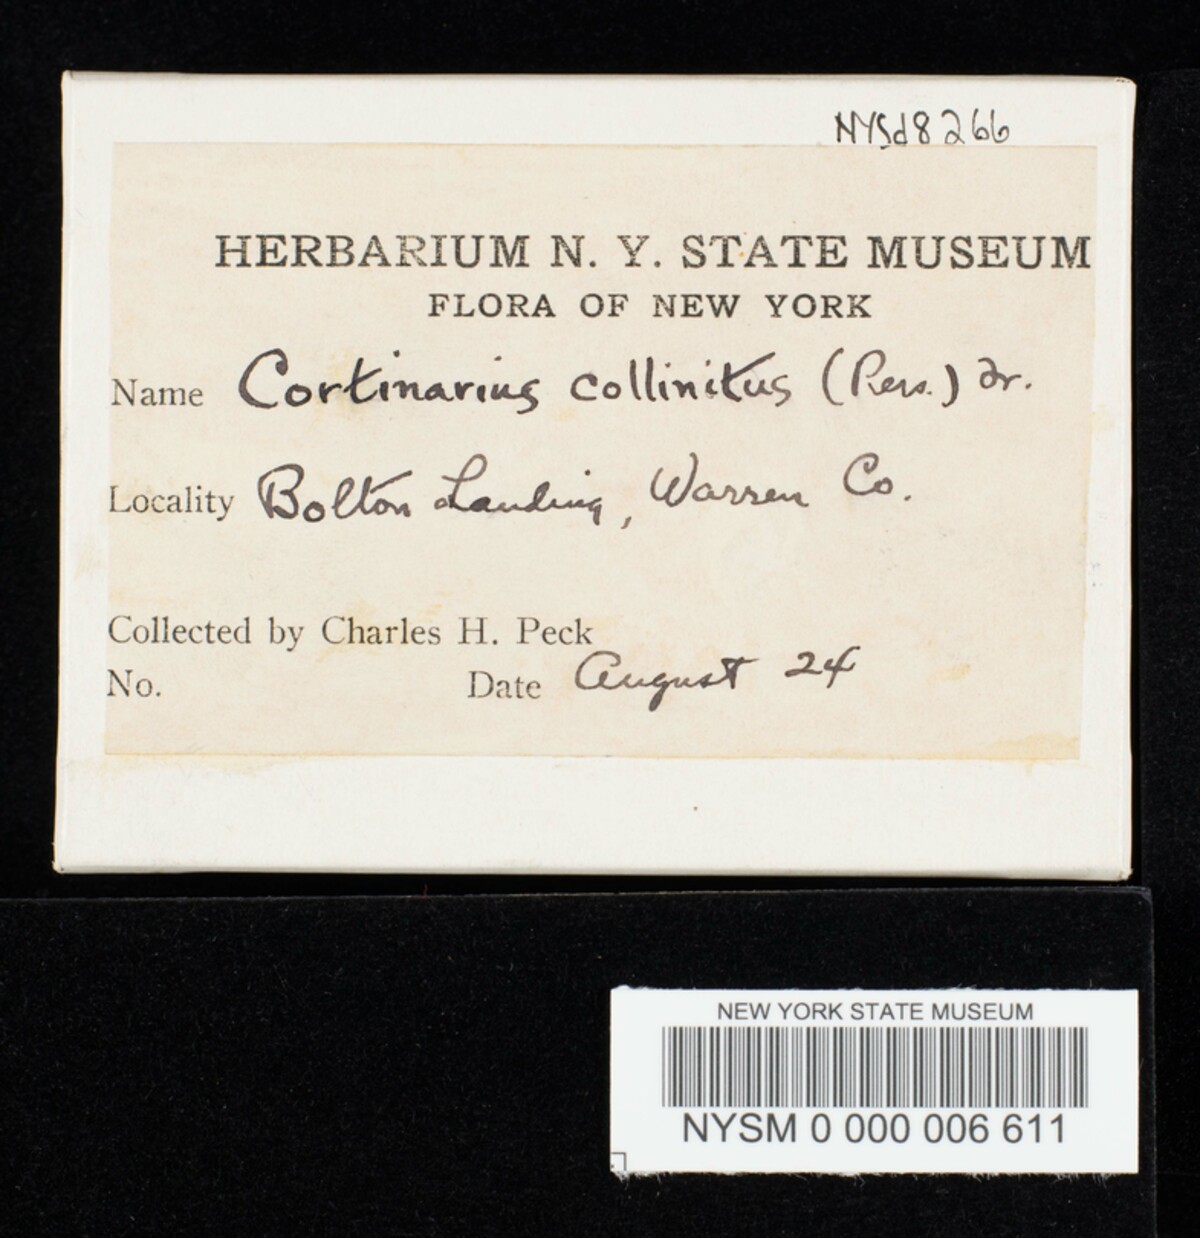 NYSd8266
HERBARIUM N. Y. STATE MUSEUM
FLORA OF NEW YORK
Name Cortinarius collinitus (Pers.) Fr.
Locality Bolton Landing, Warren Co.
Collected by Charles H. Peck
No. Date August 24
NEW YORK STATE MUSEUM
NYSM 0 000 006 611